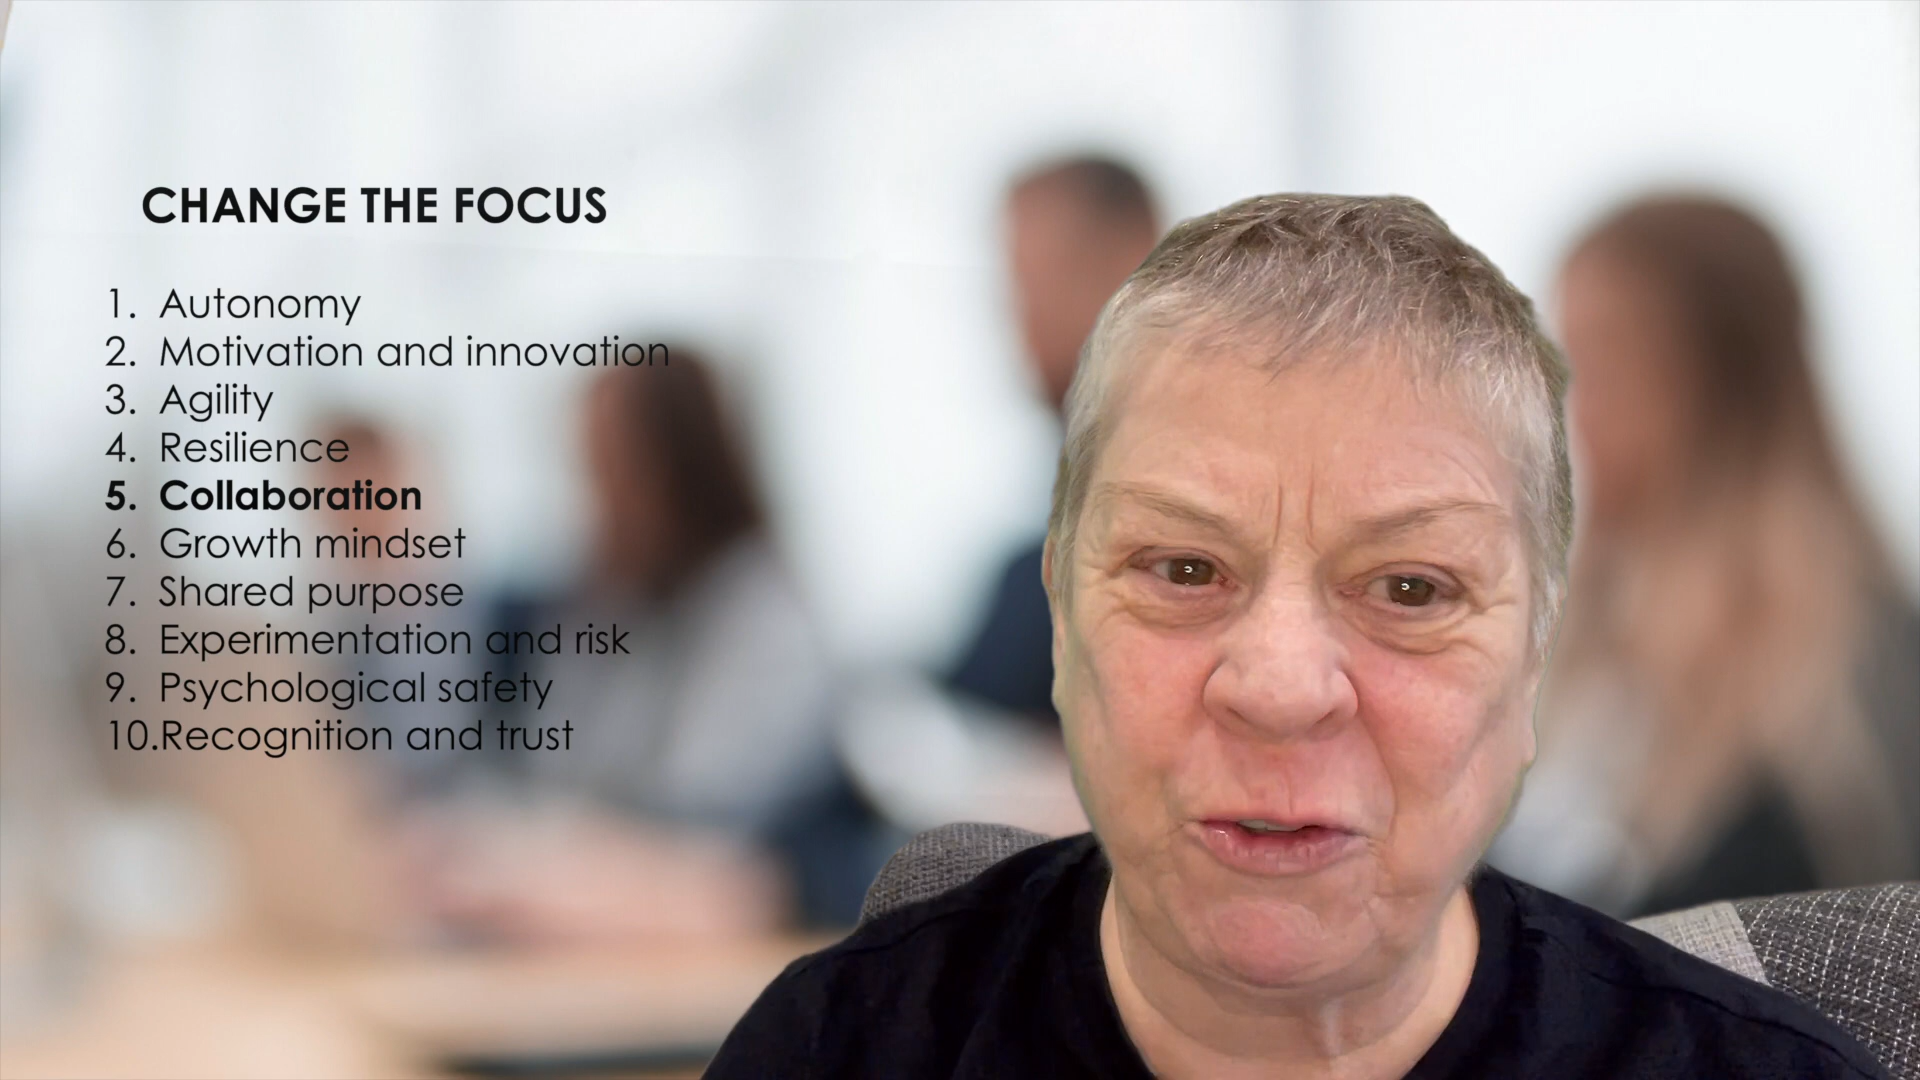 CHANGE THE FOCUS
1. Autonomy
2. Motivation and innovation
3. Agility
4. Resilience
5. Collaboration
6. Growth mindset
7. Shared purpose
8. Experimentation and risk
9. Psychological safety
10.Recognition and trust